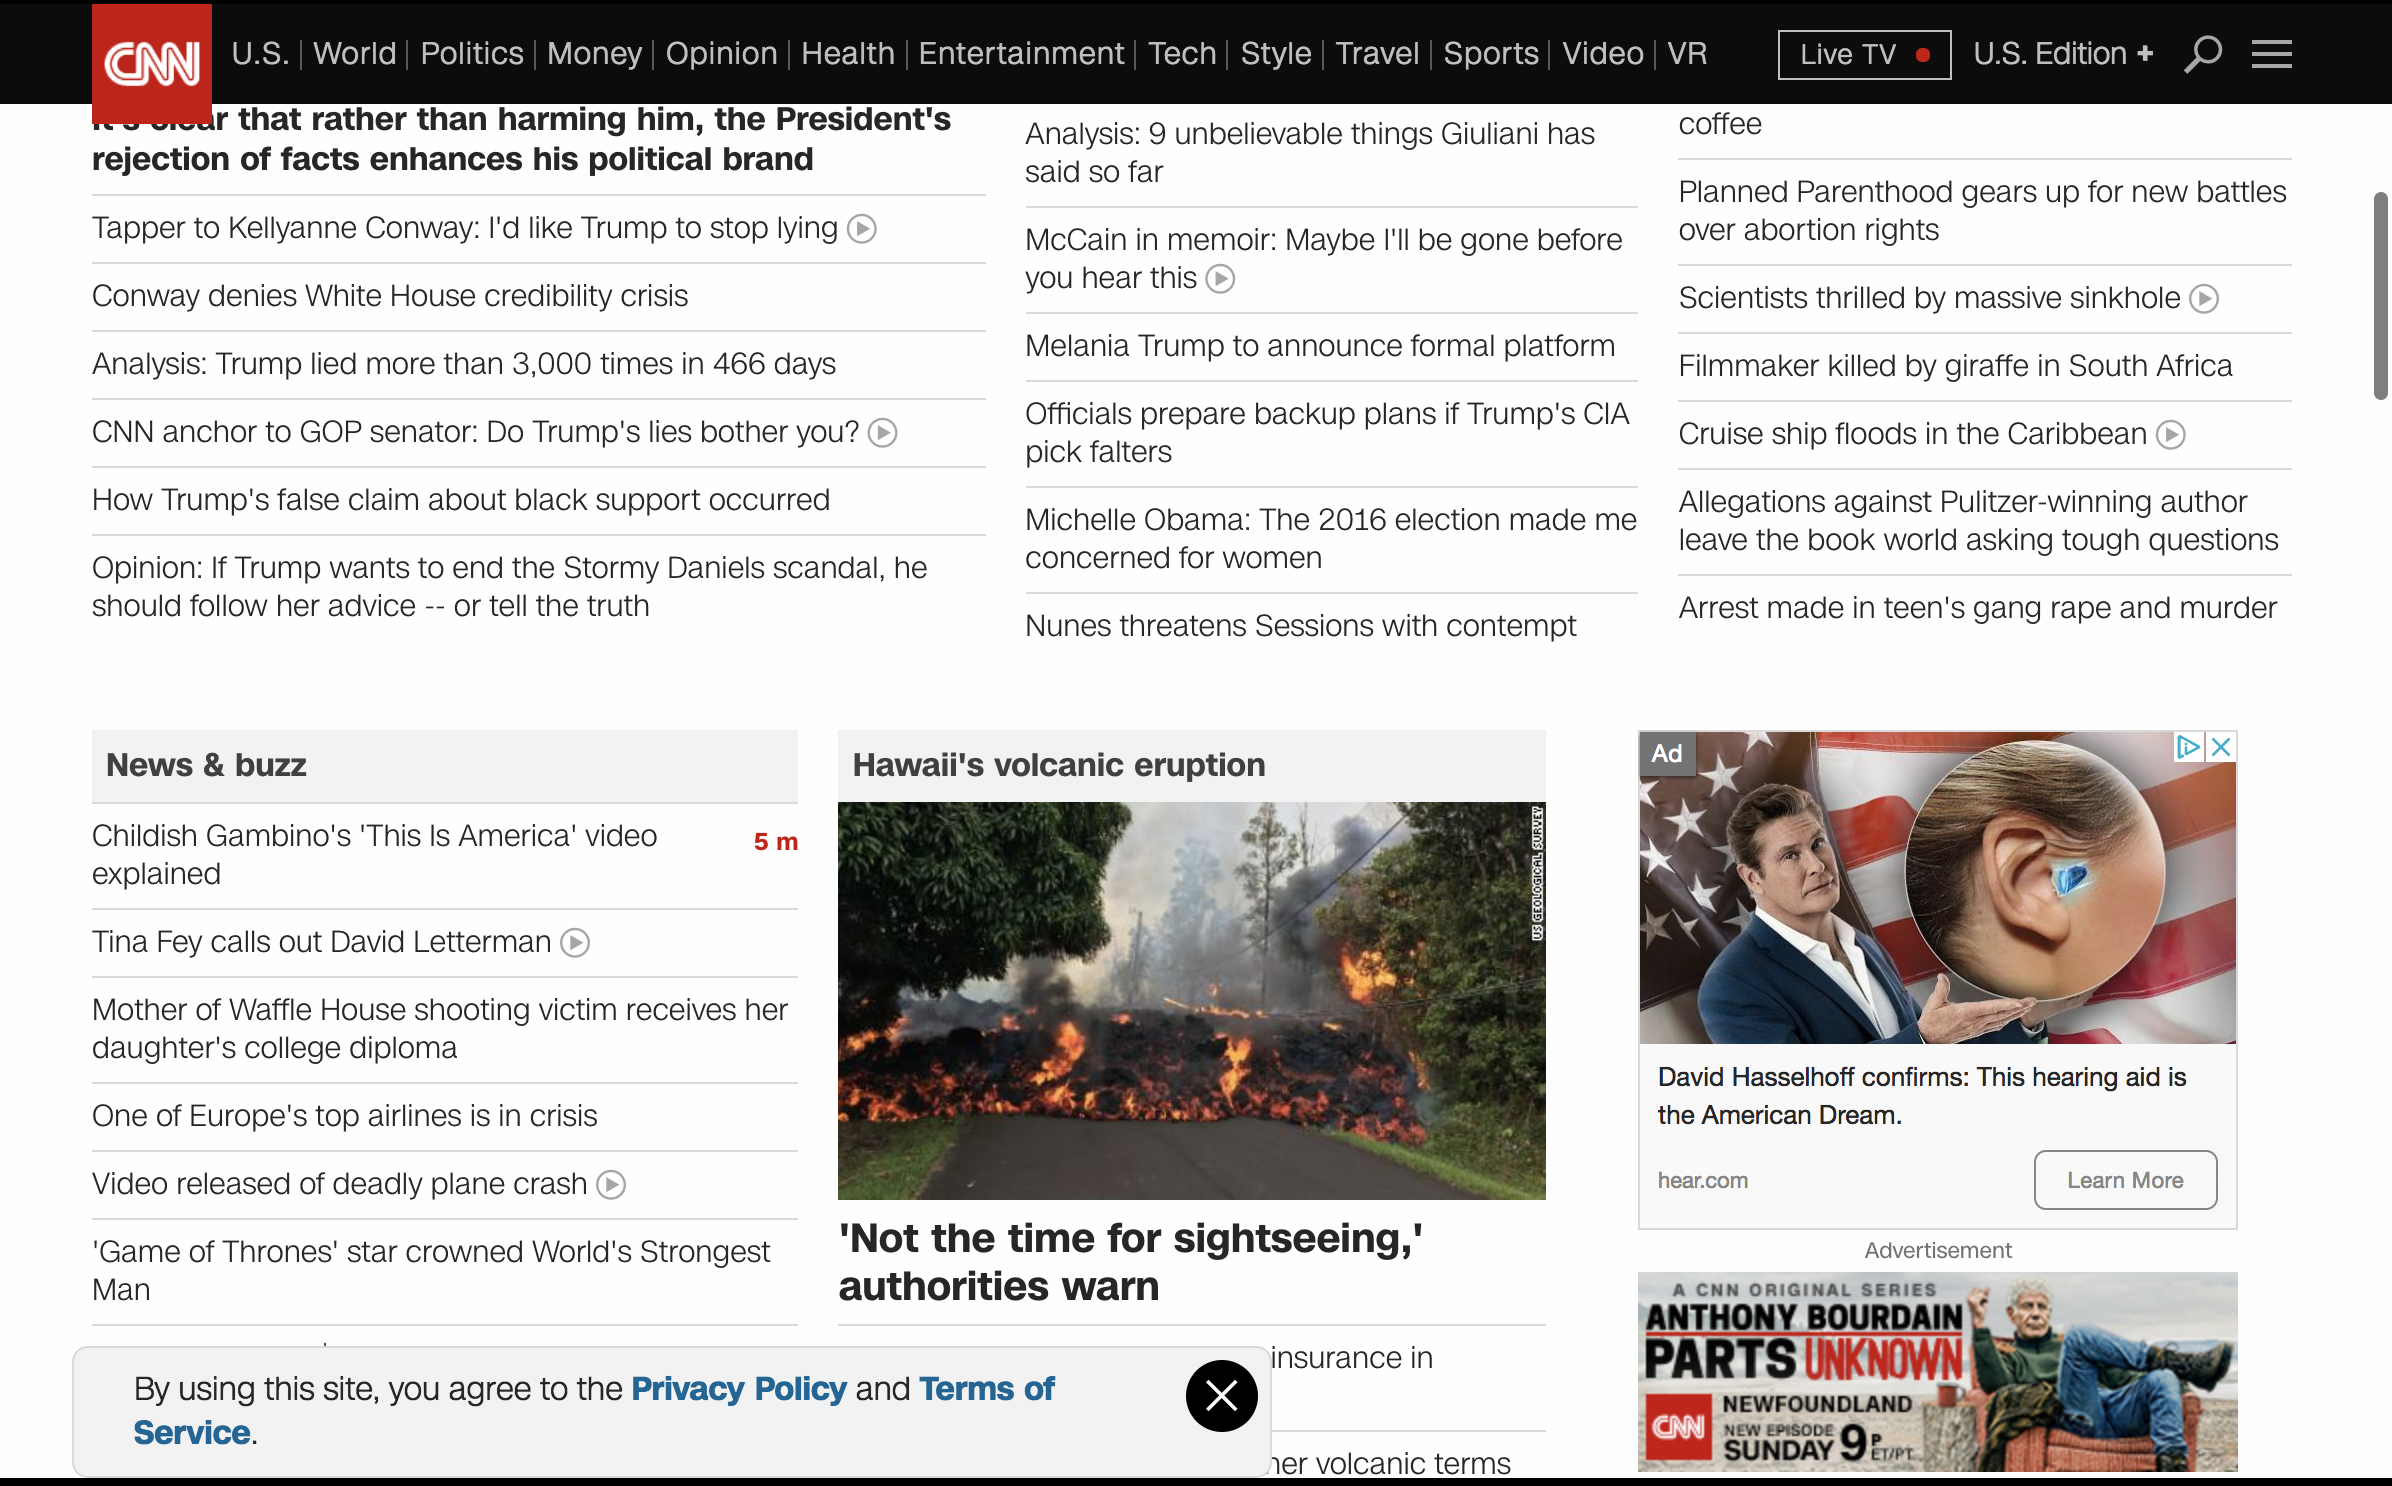 CNN
U.S. World Politics Money Opinion Health Entertainment Tech Style Travel Sports Video VR Live TV U.S. Edition +
It's clear that rather than harming him, the President's
rejection of facts enhances his political brand
Tapper to Kellyanne Conway: I'd like Trump to stop lying
Conway denies White House credibility crisis
Analysis: Trump lied more than 3,000 times in 466 days
CNN anchor to GOP senator: Do Trump's lies bother you?
How Trump's false claim about black support occurred
Opinion: If Trump wants to end the Stormy Daniels scandal, he
should follow her advice -- or tell the truth
Analysis: 9 unbelievable things Giuliani has
said so far
McCain in memoir: Maybe I'll be gone before
you hear this
Melania Trump to announce formal platform
Officials prepare backup plans if Trump's CIA
pick falters
Michelle Obama: The 2016 election made me
concerned for women
Nunes threatens Sessions with contempt
coffee
Planned Parenthood gears up for new battles
over abortion rights
Scientists thrilled by massive sinkhole
Filmmaker killed by giraffe in South Africa
Cruise ship floods in the Caribbean
Allegations against Pulitzer-winning author
leave the book world asking tough questions
Arrest made in teen's gang rape and murder
News & buzz
Childish Gambino's 'This Is America' video
explained
5 m
Tina Fey calls out David Letterman
Mother of Waffle House shooting victim receives her
daughter's college diploma
One of Europe's top airlines is in crisis
Video released of deadly plane crash
'Game of Thrones' star crowned World's Strongest
Man
Hawaii's volcanic eruption
US GEOLOGICAL SURVEY
'Not the time for sightseeing,'
authorities warn
insurance in
volcanic terms
Ad
David Hasselhoff confirms: This hearing aid is
the American Dream.
hear.com
Learn More
Advertisement
A CNN ORIGINAL SERIES
ANTHONY BOURDAIN
PARTS UNKNOWN
CNN
NEWFOUNDLAND
NEW EPISODE
SUNDAY 9P ET/PT
By using this site, you agree to the Privacy Policy and Terms of
Service.